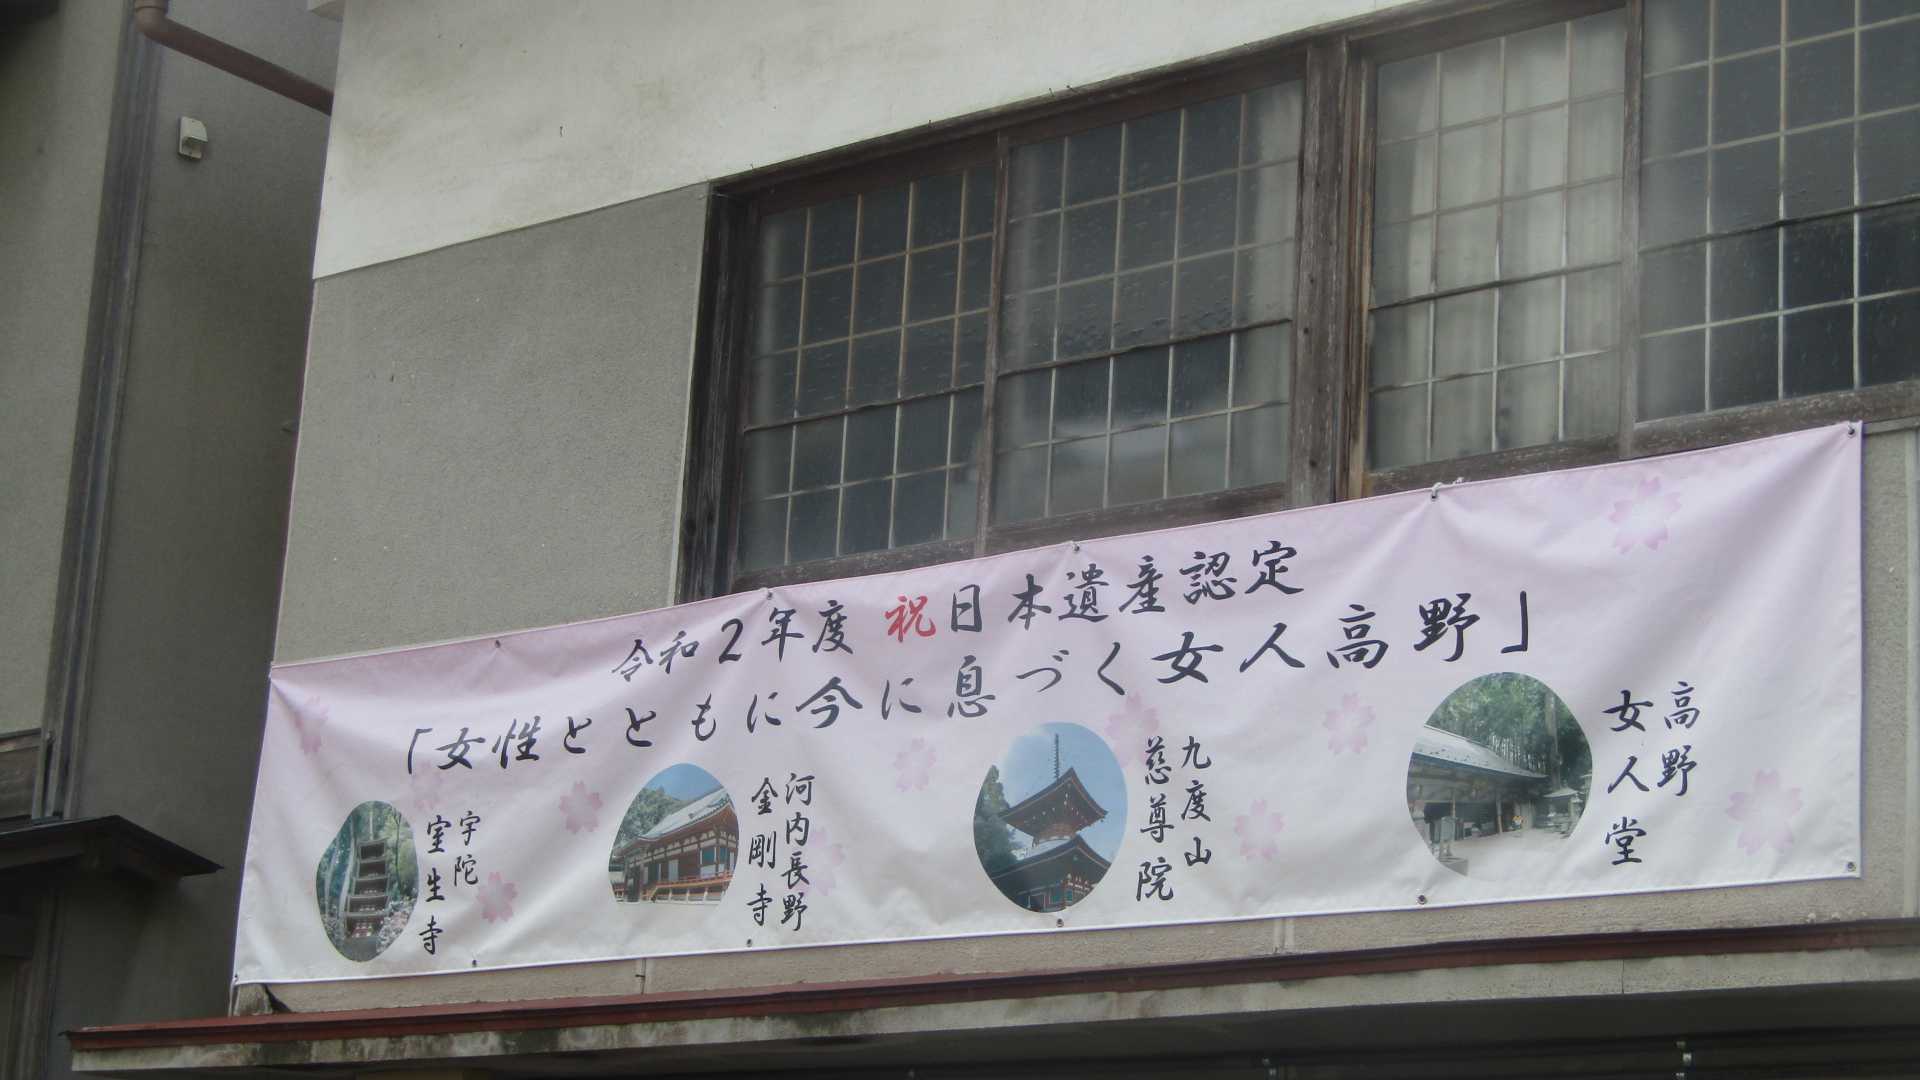 令和2年度 祝日本遺産認定
「女性とともに今に息づく女人高野」
宇陀
室生寺
河内長野
金剛寺
九度山
慈尊院
高野
女人堂